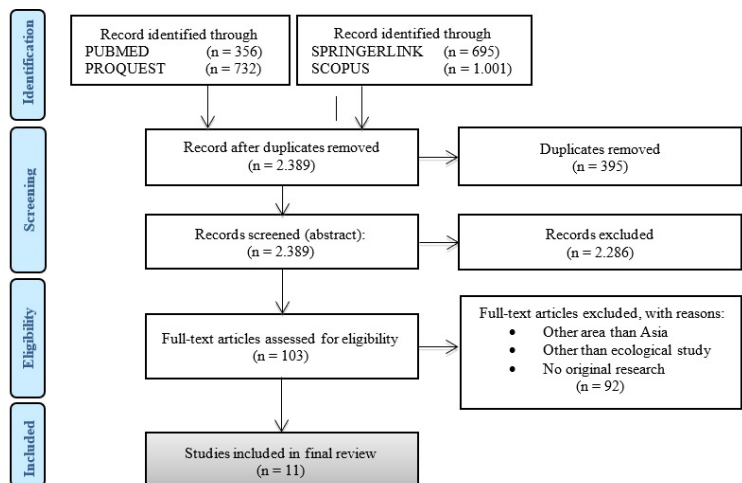 Identification
Record identified through
PUBMED (n = 356)
PROQUEST (n = 732)
Record identified through
SPRINGERLINK (n = 695)
SCOPUS (n = 1.001)
Screening
Record after duplicates removed
(n = 2.389)
Duplicates removed
(n = 395)
Records screened (abstract):
(n = 2.389)
Records excluded
(n = 2.286)
Eligibility
Full-text articles assessed for eligibility
(n = 103)
Full-text articles excluded, with reasons:
• Other area than Asia
• Other than ecological study
• No original research
(n = 92)
Included
Studies included in final review
(n = 11)